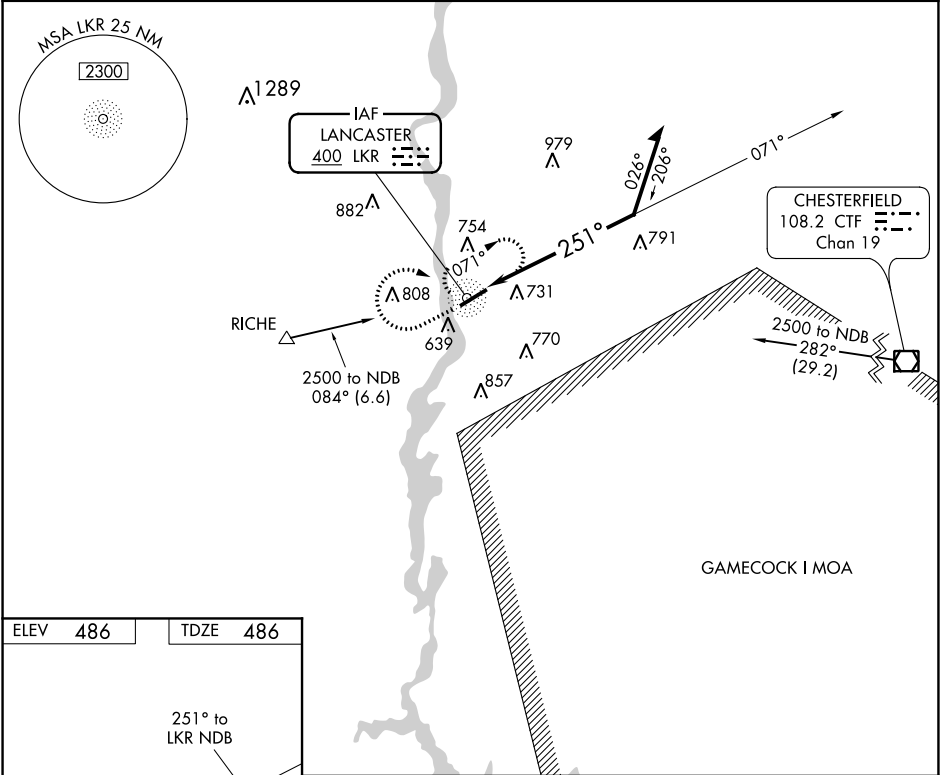 MSA LKR 25 NM
2300
1289
IAF
LANCASTER
400 LKR
979
026°
206°
071°
882
754
071°
251°
791
CHESTERFIELD
108.2 CTF
Chan 19
808
731
RICHE
639
770
2500 to NDB
282°
(29.2)
2500 to NDB
084° (6.6)
857
GAMECOCK I MOA
ELEV 486
TDZE 486
251° to
LKR NDB